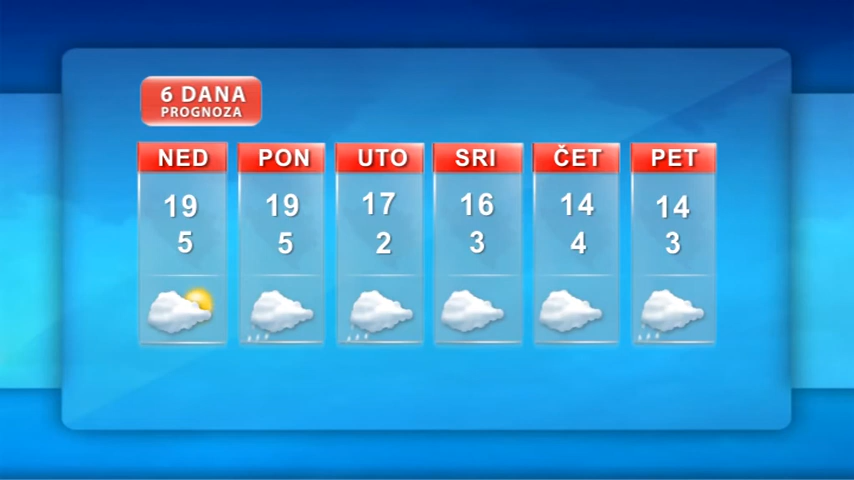 6 DANA
PROGNOZA
NED PON UTO SRI ČET PET
19 19 17 16 14 14
5 5 2 3 4 3